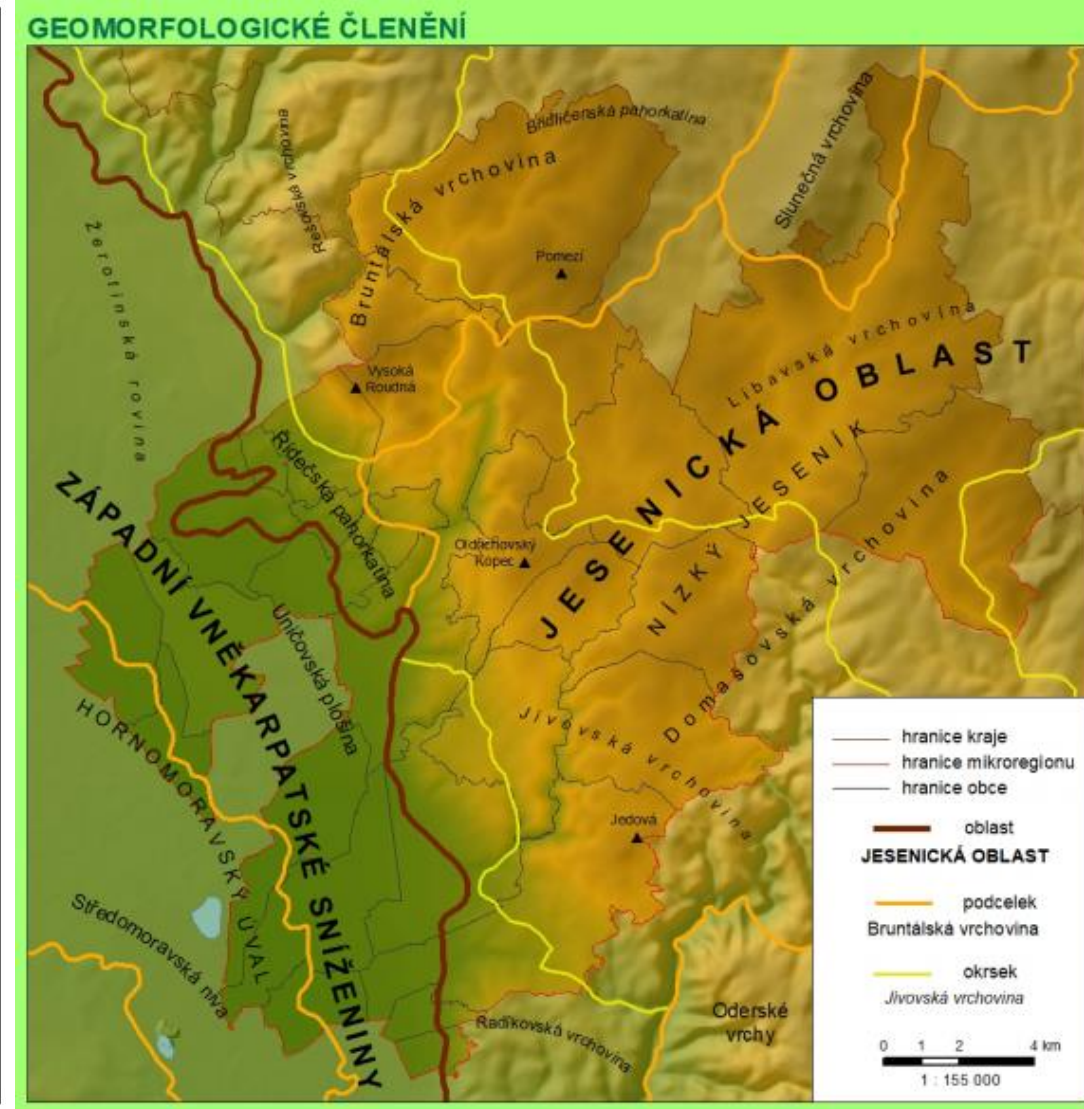 GEOMORFOLOGICKÉ ČLENĚNÍ
Břidličenská pahorkatina
Slunečná vrchovina
Rešovská vrchovina
Bruntálská vrchovina
Žerotínská rovina
Pomezí
Libavská vrchovina
JESENICKÁ OBLAST
Vysoká
Roudná
NÍZKÝ JESENÍK
Řídečská pahorkatina
Domašovská vrchovina
Oldřichovský
Kopec
ZÁPADNÍ VNĚKARPATSKÉ SNÍŽENINY
Uničovská plošina
HORNOMORAVSKÝ ÚVAL
Jívovská vrchovina
Jedová
Středomoravská niva
Radíkovská vrchovina
Oderské
vrchy
hranice kraje
hranice mikroregionu
hranice obce
oblast
JESENICKÁ OBLAST
podcelek
Bruntálská vrchovina
okrsek
Jívovská vrchovina
0 1 2 4 km
1 : 155 000